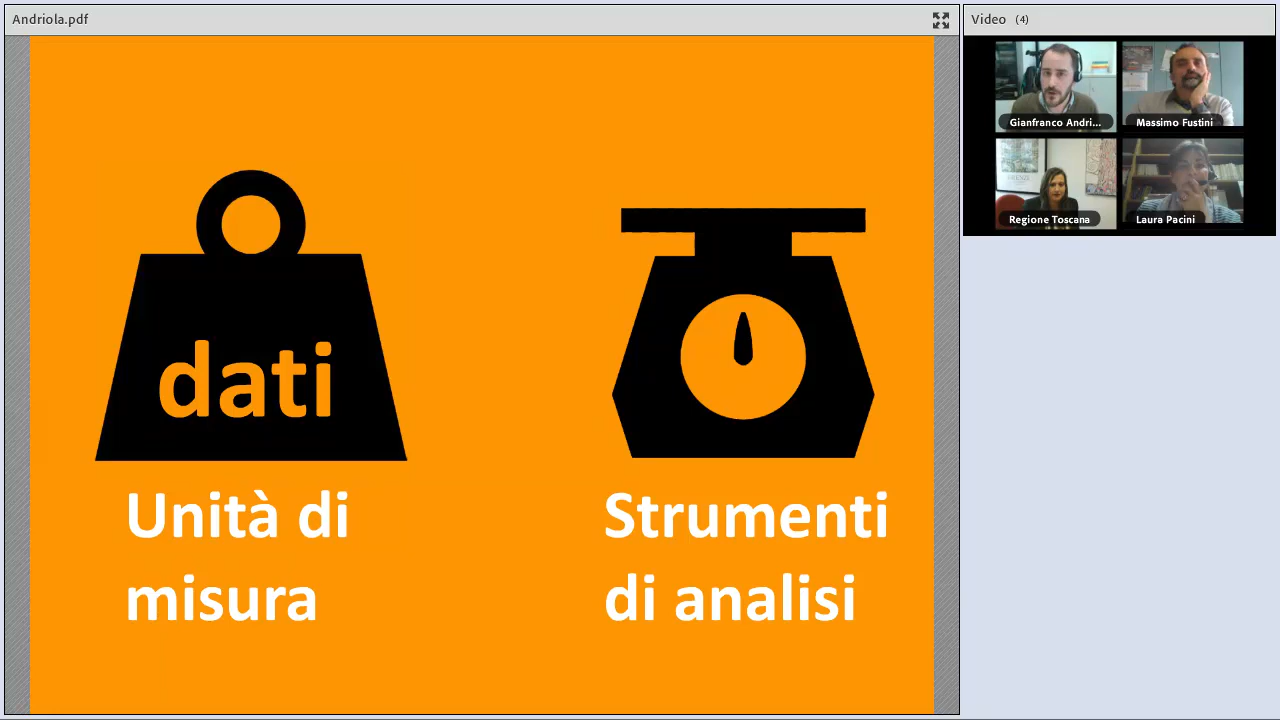 Andriola.pdf
Video (4)
Gianfranco Andri...
Massimo Fustini
Regione Toscana
Laura Pacini
dati
Unità di
misura
Strumenti
di analisi